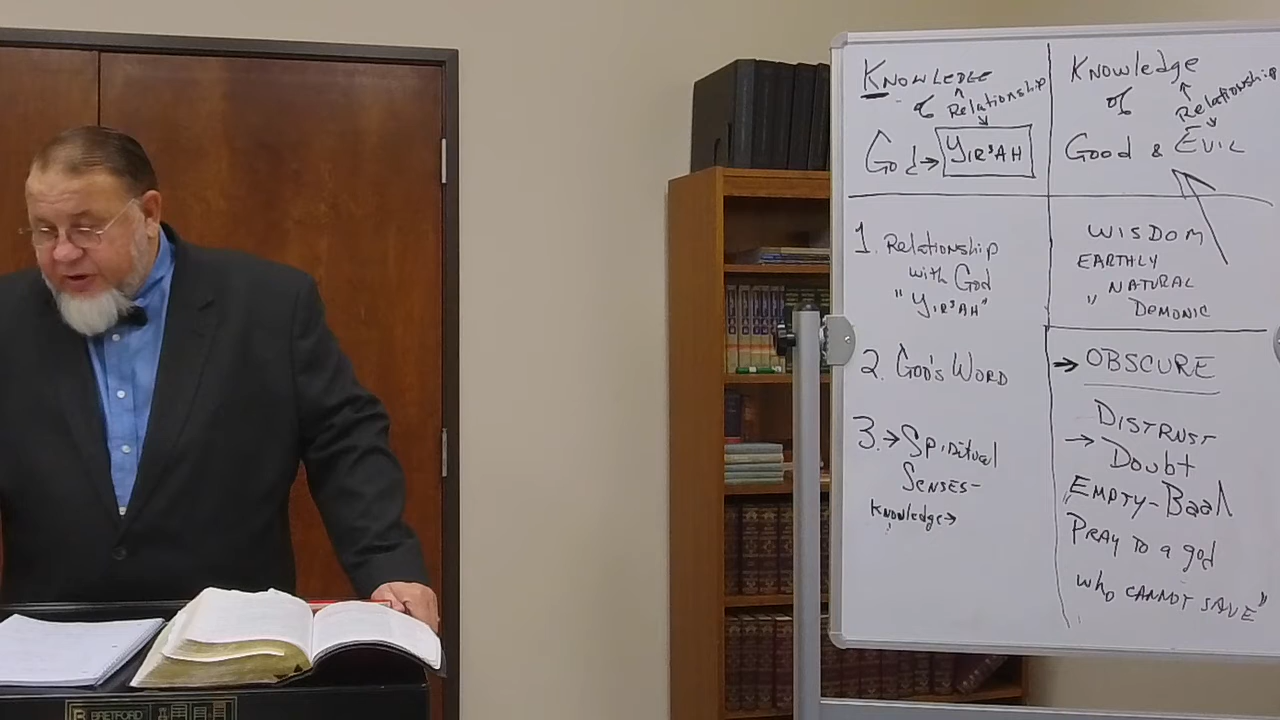 KNOWLEDGE
of Relationship
God → YIR'AH
1. Relationship
with God
"YIR'AH"
2. GOD'S WORD
3. → Spiritual
SENSES-
Knowledge →
Knowledge
of Relationship
Good & EVIL
WISDOM
EARTHLY
NATURAL
" DEMONIC
→ OBSCURE
DISTRUST
→ Doubt
EMPTY-Baal
"PRAY TO a god
who CANNOT SAVE"
BRETFORD